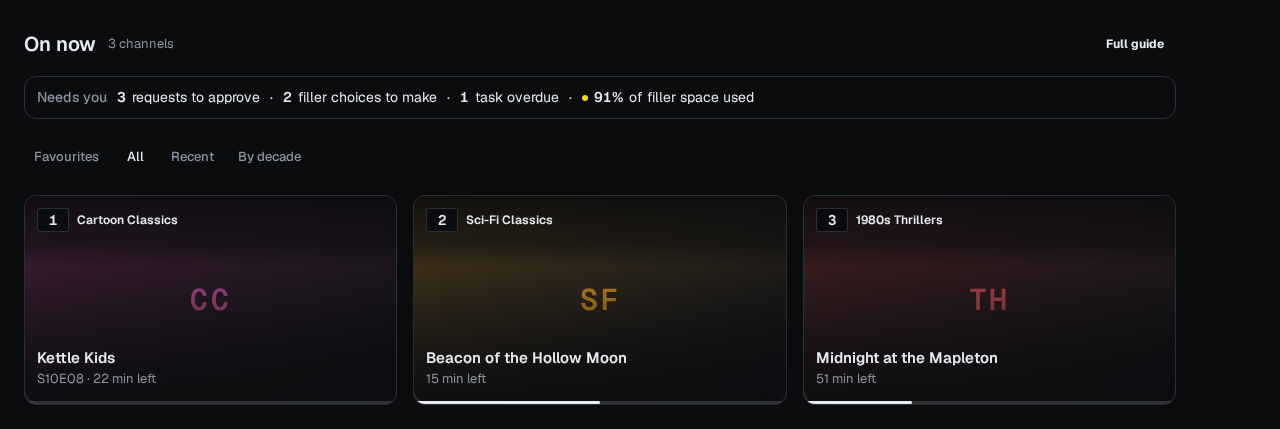 On now 3 channels Full guide
Needs you 3 requests to approve · 2 filler choices to make · 1 task overdue · 91% of filler space used
Favourites All Recent By decade
1 Cartoon Classics
CC
Kettle Kids
S10E08 · 22 min left
2 Sci-Fi Classics
SF
Beacon of the Hollow Moon
15 min left
3 1980s Thrillers
TH
Midnight at the Mapleton
51 min left